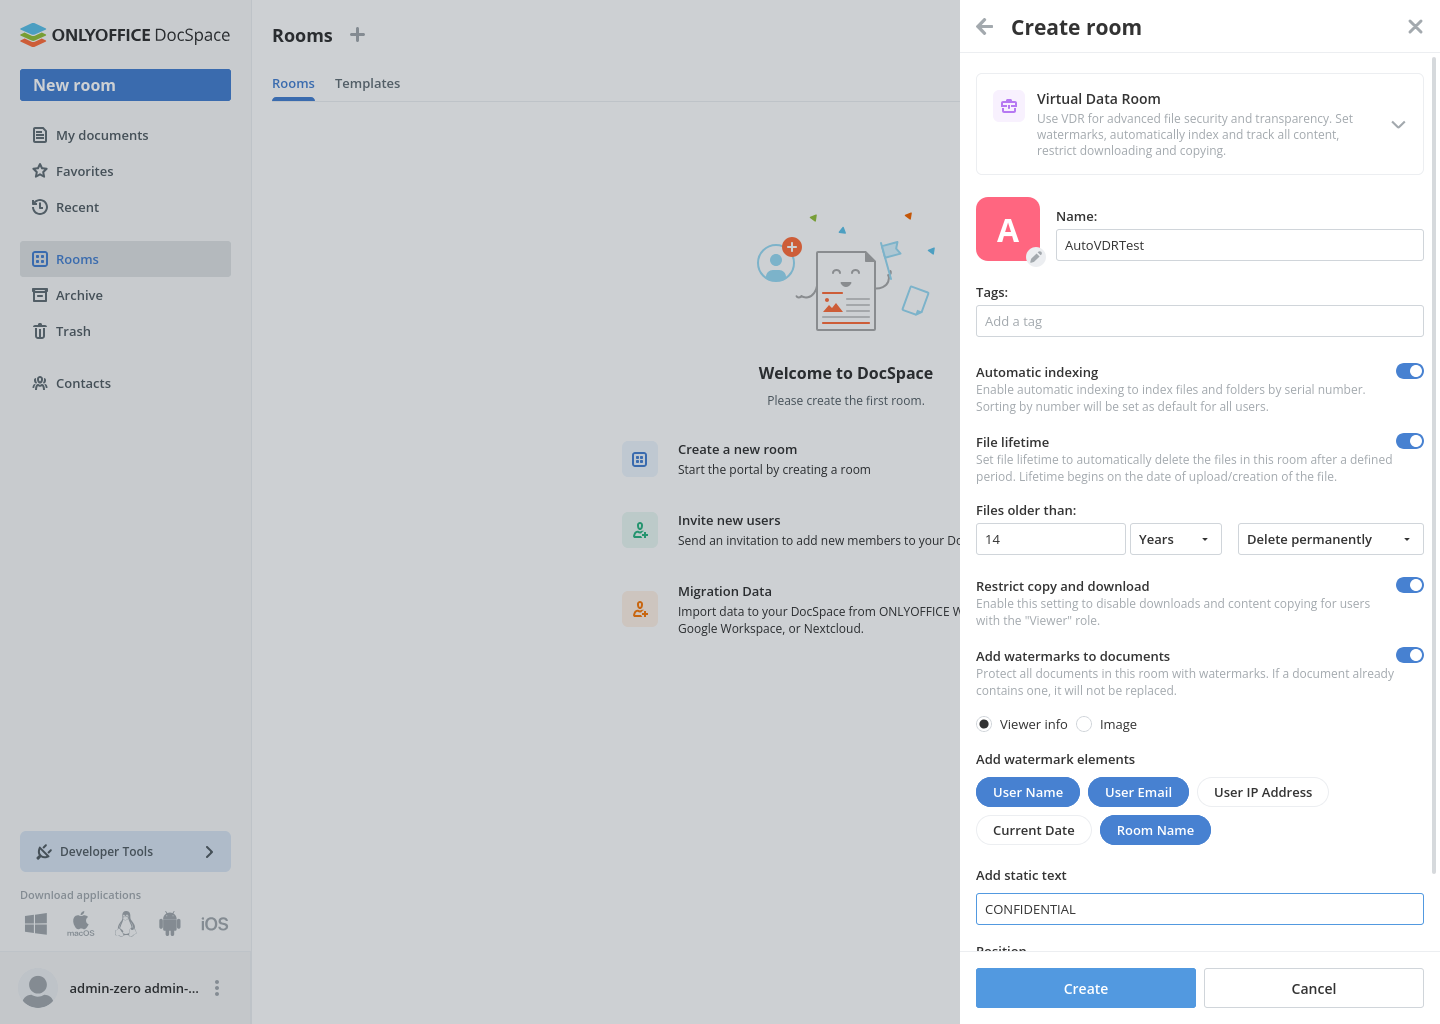 ONLYOFFICE DocSpace
New room
My documents
Favorites
Recent
Rooms
Archive
Trash
Contacts
Developer Tools
Download applications
macOS
iOS
admin-zero admin-...
Rooms
Rooms
Templates
Welcome to DocSpace
Please create the first room.
Create a new room
Start the portal by creating a room
Invite new users
Send an invitation to add new members to your Do
Migration Data
Import data to your DocSpace from ONLYOFFICE W
Google Workspace, or Nextcloud.
Create room
Virtual Data Room
Use VDR for advanced file security and transparency. Set
watermarks, automatically index and track all content,
restrict downloading and copying.
A
Name:
AutoVDRTest
Tags:
Add a tag
Automatic indexing
Enable automatic indexing to index files and folders by serial number.
Sorting by number will be set as default for all users.
File lifetime
Set file lifetime to automatically delete the files in this room after a defined
period. Lifetime begins on the date of upload/creation of the file.
Files older than:
14
Years
Delete permanently
Restrict copy and download
Enable this setting to disable downloads and content copying for users
with the "Viewer" role.
Add watermarks to documents
Protect all documents in this room with watermarks. If a document already
contains one, it will not be replaced.
Viewer info
Image
Add watermark elements
User Name
User Email
User IP Address
Current Date
Room Name
Add static text
CONFIDENTIAL
Position
Create
Cancel